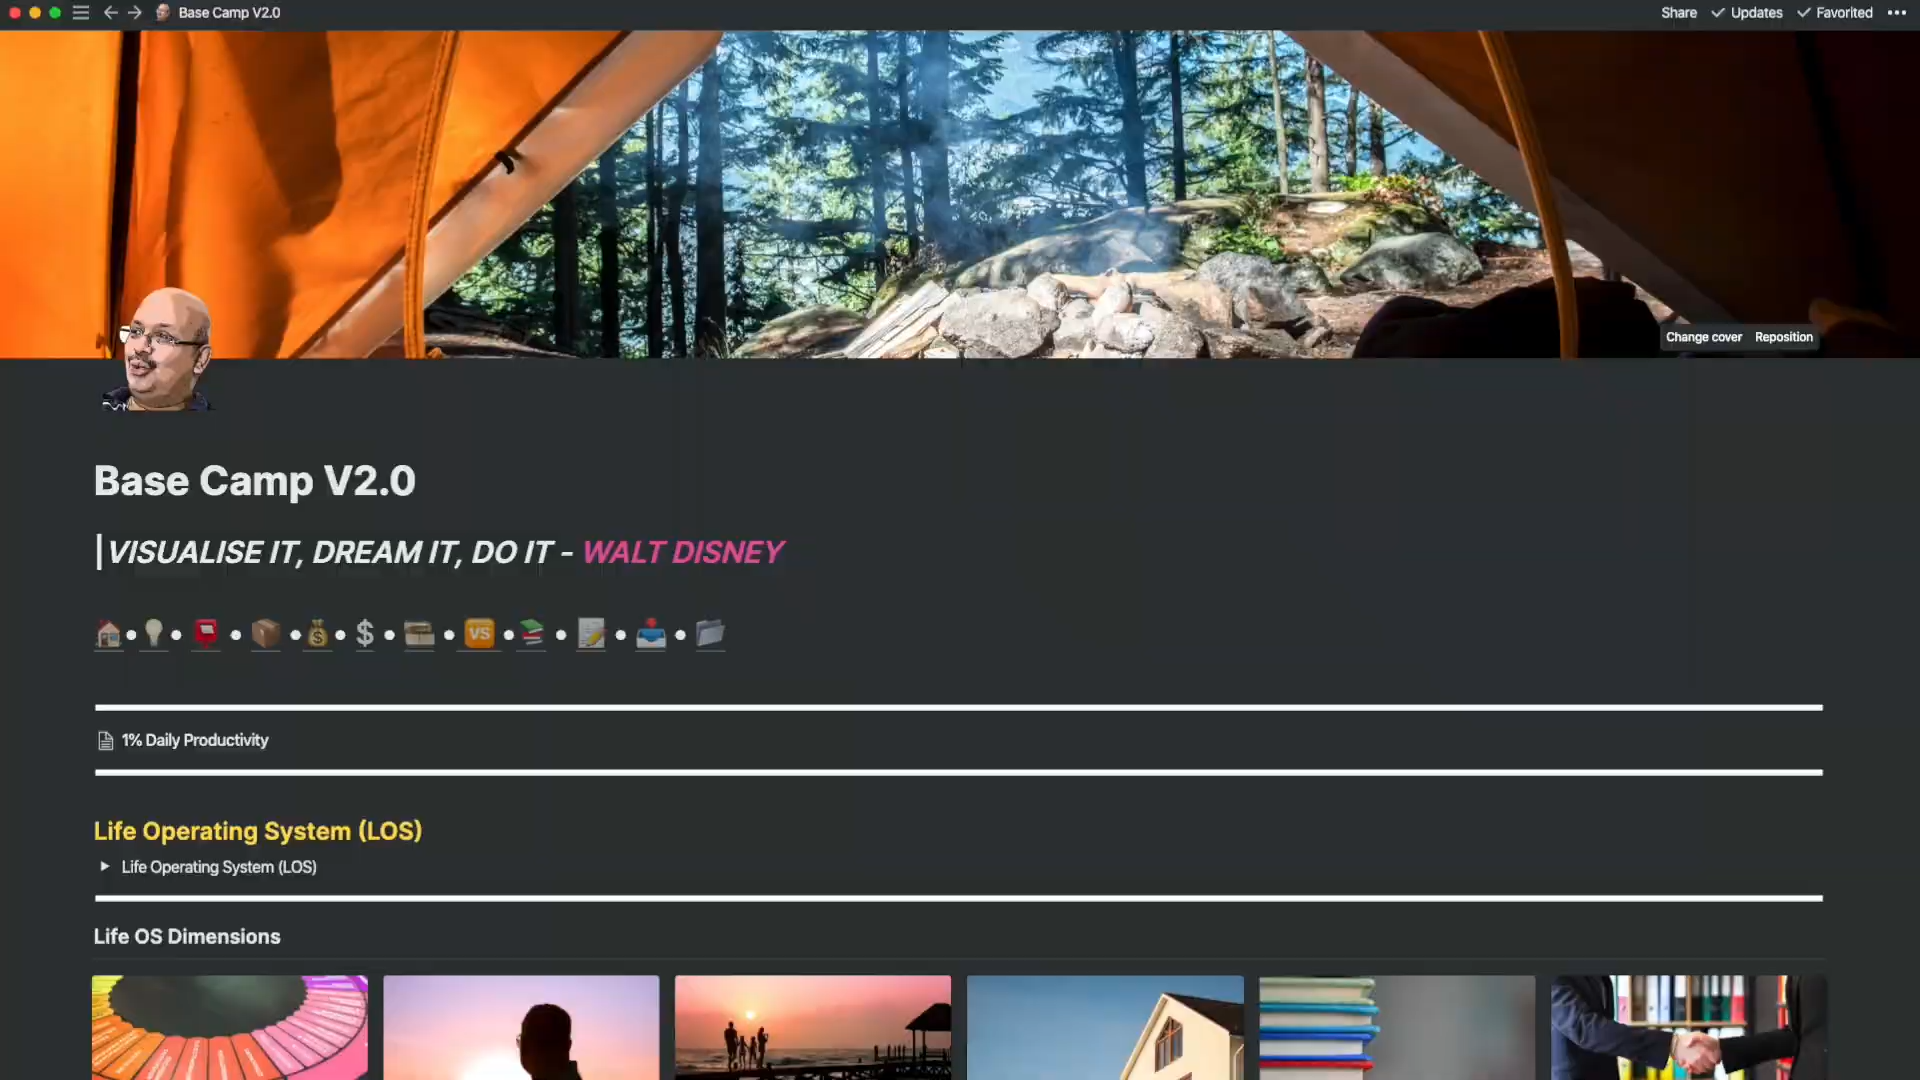 Base Camp V2.0
Share
Updates
Favorited
Change cover
Reposition
Base Camp V2.0
VISUALISE IT, DREAM IT, DO IT - WALT DISNEY
$
VS
1% Daily Productivity
Life Operating System (LOS)
Life Operating System (LOS)
Life OS Dimensions